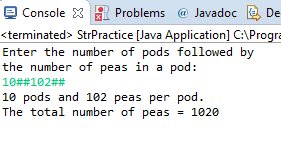 Console Problems @ Javadoc De
<terminated> StrPractice [Java Application] C:\Progra
Enter the number of pods followed by
the number of peas in a pod:
10##102##
10 pods and 102 peas per pod.
The total number of peas = 1020